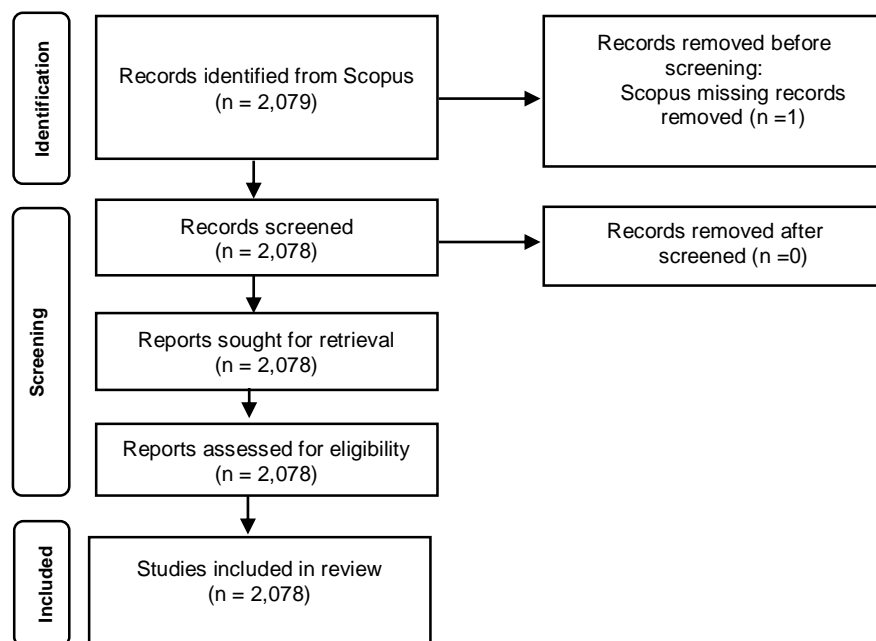 Identification
Records identified from Scopus
(n = 2,079)
Records removed before
screening:
Scopus missing records
removed (n =1)
Screening
Records screened
(n = 2,078)
Records removed after
screened (n =0)
Reports sought for retrieval
(n = 2,078)
Reports assessed for eligibility
(n = 2,078)
Included
Studies included in review
(n = 2,078)